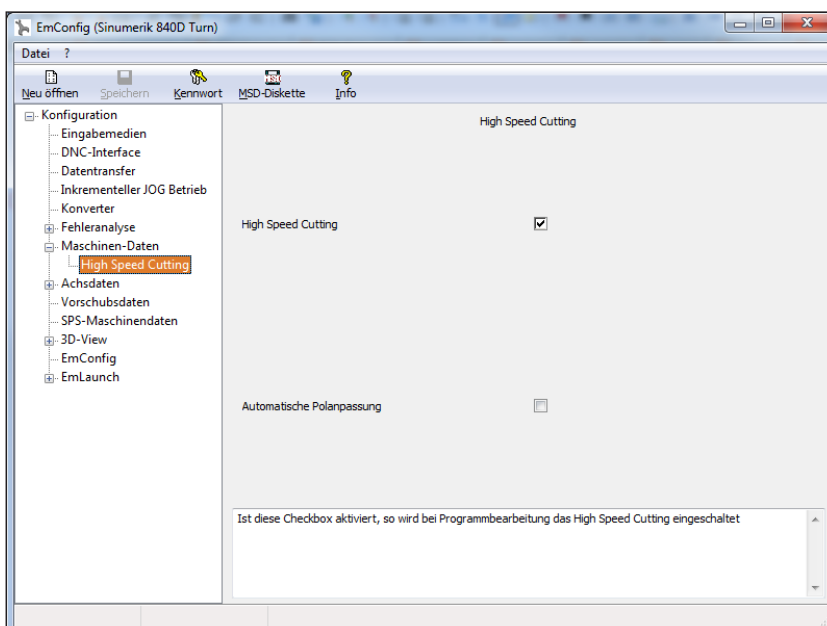 EmConfig (Sinumerik 840D Turn)
Datei ?
Neu öffnen Speichern Kennwort MSD-Diskette Info
Konfiguration
Eingabemedien
DNC-Interface
Datentransfer
Inkrementeller JOG Betrieb
Konverter
Fehleranalyse
Maschinen-Daten
High Speed Cutting
Achsdaten
Vorschubsdaten
SPS-Maschinendaten
3D-View
EmConfig
EmLaunch
High Speed Cutting
High Speed Cutting
Automatische Polanpassung
Ist diese Checkbox aktiviert, so wird bei Programmbearbeitung das High Speed Cutting eingeschaltet